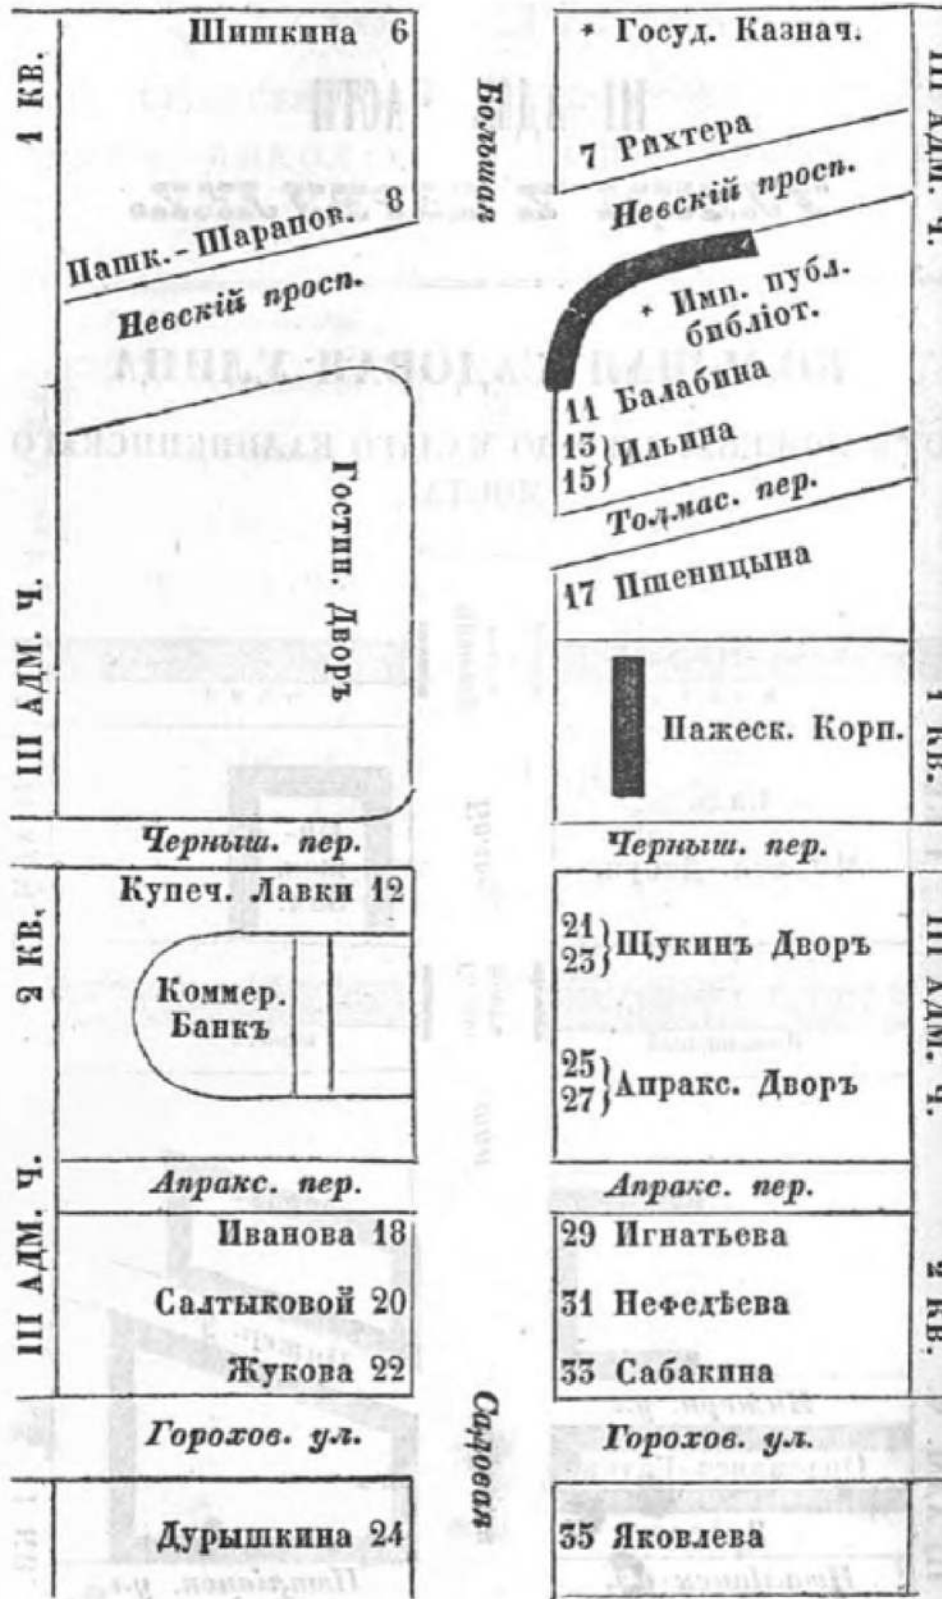 1 КВ.
III АДМ. Ч.
2 КВ.
III АДМ. Ч.
Шишкина 6
Пашк.-Шарапов. 8
Невскій просп.
Гостин. Дворъ
Черныш. пер.
Купеч. Лавки 12
Коммер.
Банкъ
Апракс. пер.
Иванова 18
Салтыковой 20
Жукова 22
Горохов. ул.
Дурышкина 24
Большая
Садовая
* Госуд. Казнач.
7 Рихтера
Невскій просп.
* Имп. публ.
библіот.
11 Балабина
13
15} Ильина
Толмас. пер.
17 Пшеницына
Пажеск. Корп.
Черныш. пер.
21
23} Щукинъ Дворъ
25
27} Апракс. Дворъ
Апракс. пер.
29 Игнатьева
31 Нефедѣева
33 Сабакина
Горохов. ул.
35 Яковлева
III АДМ. Ч.
1 КВ.
III АДМ. Ч.
2 КВ.